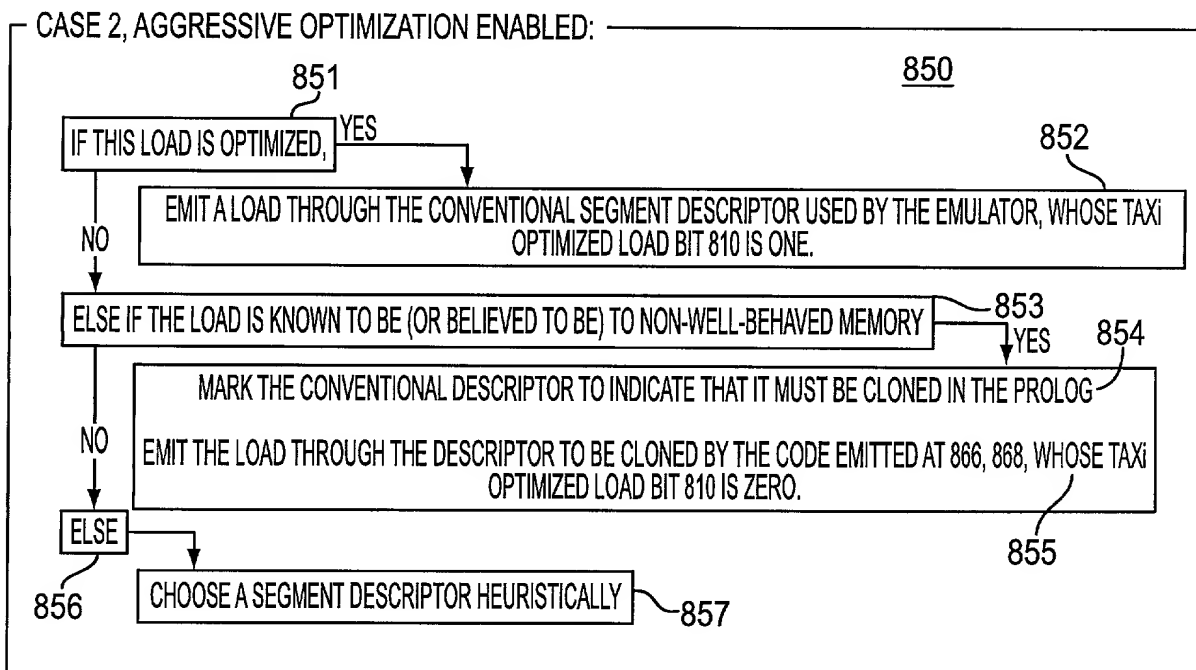 CASE 2, AGGRESSIVE OPTIMIZATION ENABLED:
850
851
IF THIS LOAD IS OPTIMIZED,
YES
852
EMIT A LOAD THROUGH THE CONVENTIONAL SEGMENT DESCRIPTOR USED BY THE EMULATOR, WHOSE TAXi
OPTIMIZED LOAD BIT 810 IS ONE.
NO
853
ELSE IF THE LOAD IS KNOWN TO BE (OR BELIEVED TO BE) TO NON-WELL-BEHAVED MEMORY
YES
854
MARK THE CONVENTIONAL DESCRIPTOR TO INDICATE THAT IT MUST BE CLONED IN THE PROLOG
NO
EMIT THE LOAD THROUGH THE DESCRIPTOR TO BE CLONED BY THE CODE EMITTED AT 866, 868, WHOSE TAXi
OPTIMIZED LOAD BIT 810 IS ZERO.
855
ELSE
856
CHOOSE A SEGMENT DESCRIPTOR HEURISTICALLY
857